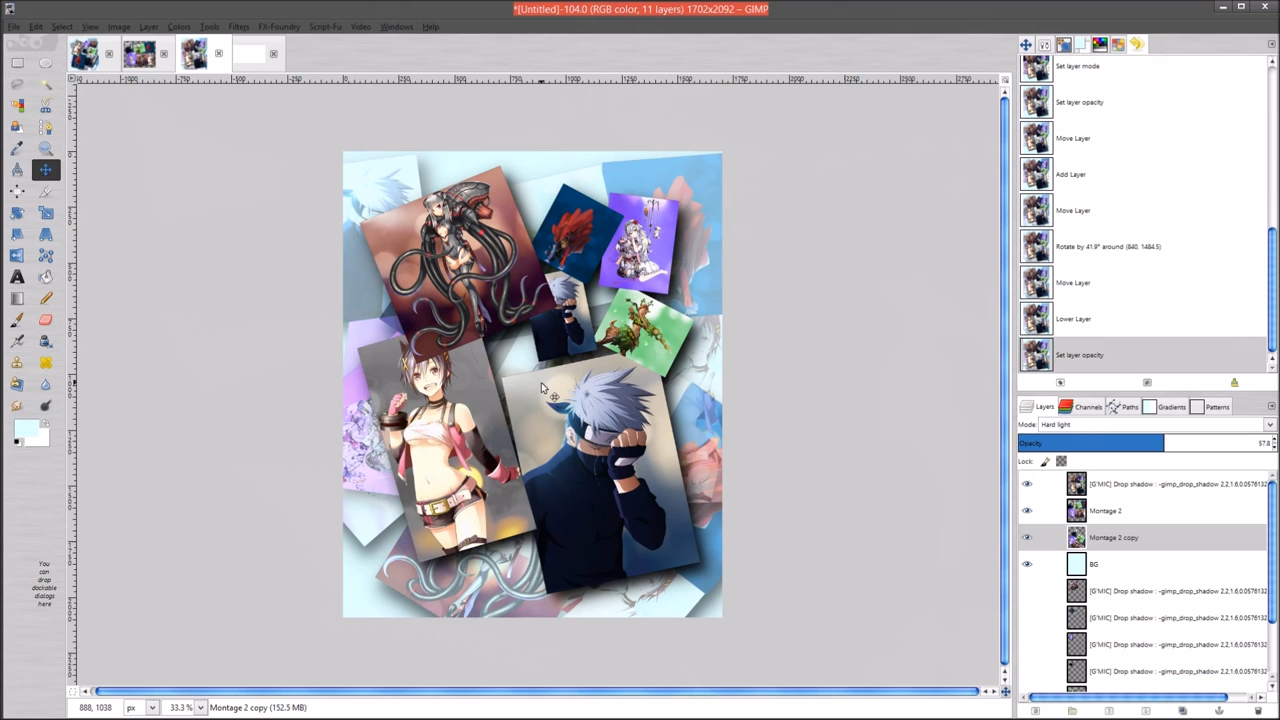 *[Untitled]-104.0 (RGB color, 11 layers) 1702x2092 – GIMP
File Edit Select View Image Layer Colors Tools Filters FX-Foundry Script-Fu Video Windows Help
Set layer mode
Set layer opacity
Move Layer
Add Layer
Move Layer
Rotate by 41.9° around (840, 1484.5)
Move Layer
Lower Layer
Set layer opacity
Layers Channels Paths Gradients Patterns
Mode: Hard light
Opacity 57.8
Lock:
[G'MIC] Drop shadow : -gimp_drop_shadow 2,2,1.6,0.0576132
Montage 2
Montage 2 copy
BG
[G'MIC] Drop shadow : -gimp_drop_shadow 2,2,1.6,0.0576132
[G'MIC] Drop shadow : -gimp_drop_shadow 2,2,1.6,0.0576132
[G'MIC] Drop shadow : -gimp_drop_shadow 2,2,1.6,0.0576132
[G'MIC] Drop shadow : -gimp_drop_shadow 2,2,1.6,0.0576132
You
can
drop
dockable
dialogs
here
888, 1038 px 33.3 % Montage 2 copy (152.5 MB)